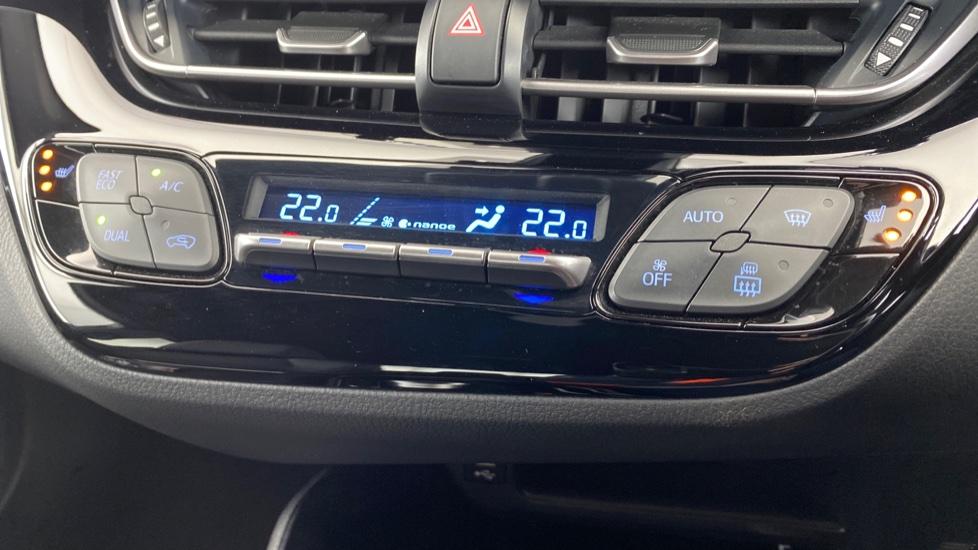 FAST
ECO
A/C
DUAL
22.0
nanoe
22.0
AUTO
OFF